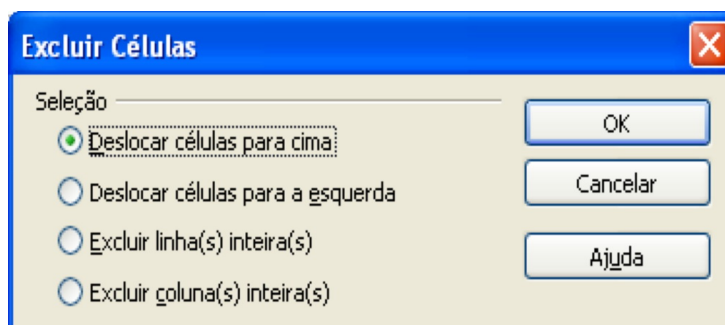 Excluir Células
Seleção
Deslocar células para cima
Deslocar células para a esquerda
Excluir linha(s) inteira(s)
Excluir coluna(s) inteira(s)
OK
Cancelar
Ajuda